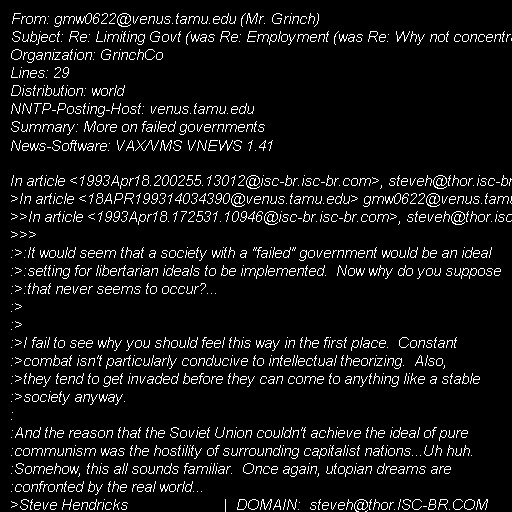 From: gmw0622@venus.tamu.edu (Mr. Grinch)
Subject: Re: Limiting Govt (was Re: Employment (was Re: Why not concentra
Organization: GrinchCo
Lines: 29
Distribution: world
NNTP-Posting-Host: venus.tamu.edu
Summary: More on failed governments
News-Software: VAX/VMS VNEWS 1.41

In article <1993Apr18.200255.13012@isc-br.isc-br.com>, steveh@thor.isc-br
>In article <18APR199314034390@venus.tamu.edu> gmw0622@venus.tamu
>>In article <1993Apr18.172531.10946@isc-br.isc-br.com>, steveh@thor.isc
>>>
:>:It would seem that a society with a "failed" government would be an ideal
:>:setting for libertarian ideals to be implemented.  Now why do you suppose
:>:that never seems to occur?...
:>
:>
:>I fail to see why you should feel this way in the first place.  Constant
:>combat isn't particularly conducive to intellectual theorizing.  Also,
:>they tend to get invaded before they can come to anything like a stable
:>society anyway.
:
:And the reason that the Soviet Union couldn't achieve the ideal of pure
:communism was the hostility of surrounding capitalist nations...Uh huh.
:Somehow, this all sounds familiar.  Once again, utopian dreams are
:confronted by the real world...
>Steve Hendricks                     |  DOMAIN:  steveh@thor.ISC-BR.COM